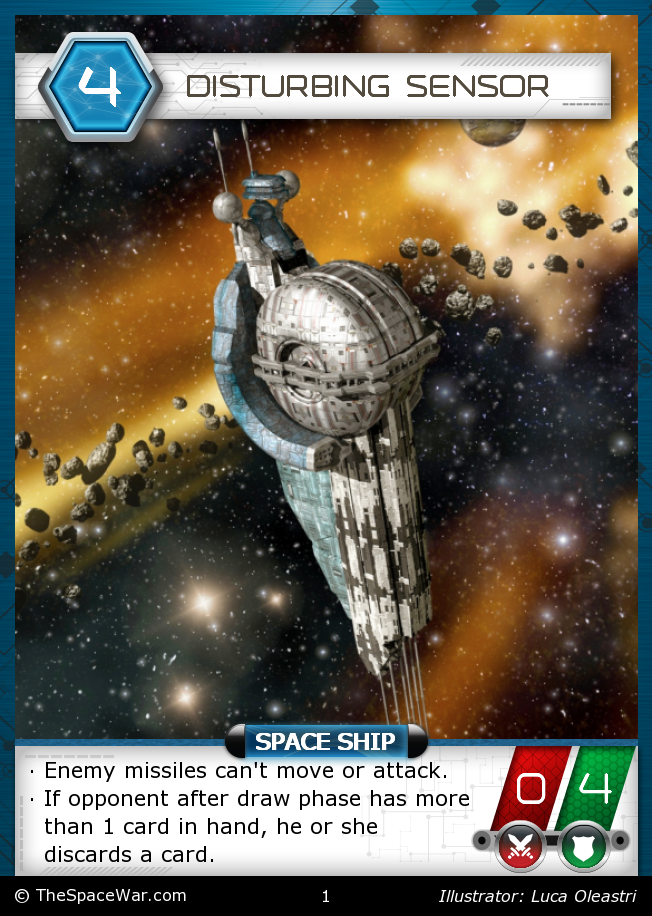 4
DISTURBING SENSOR
SPACE SHIP
· Enemy missiles can't move or attack.
· If opponent after draw phase has more
than 1 card in hand, he or she
discards a card.
0 4
© TheSpaceWar.com 1 Illustrator: Luca Oleastri